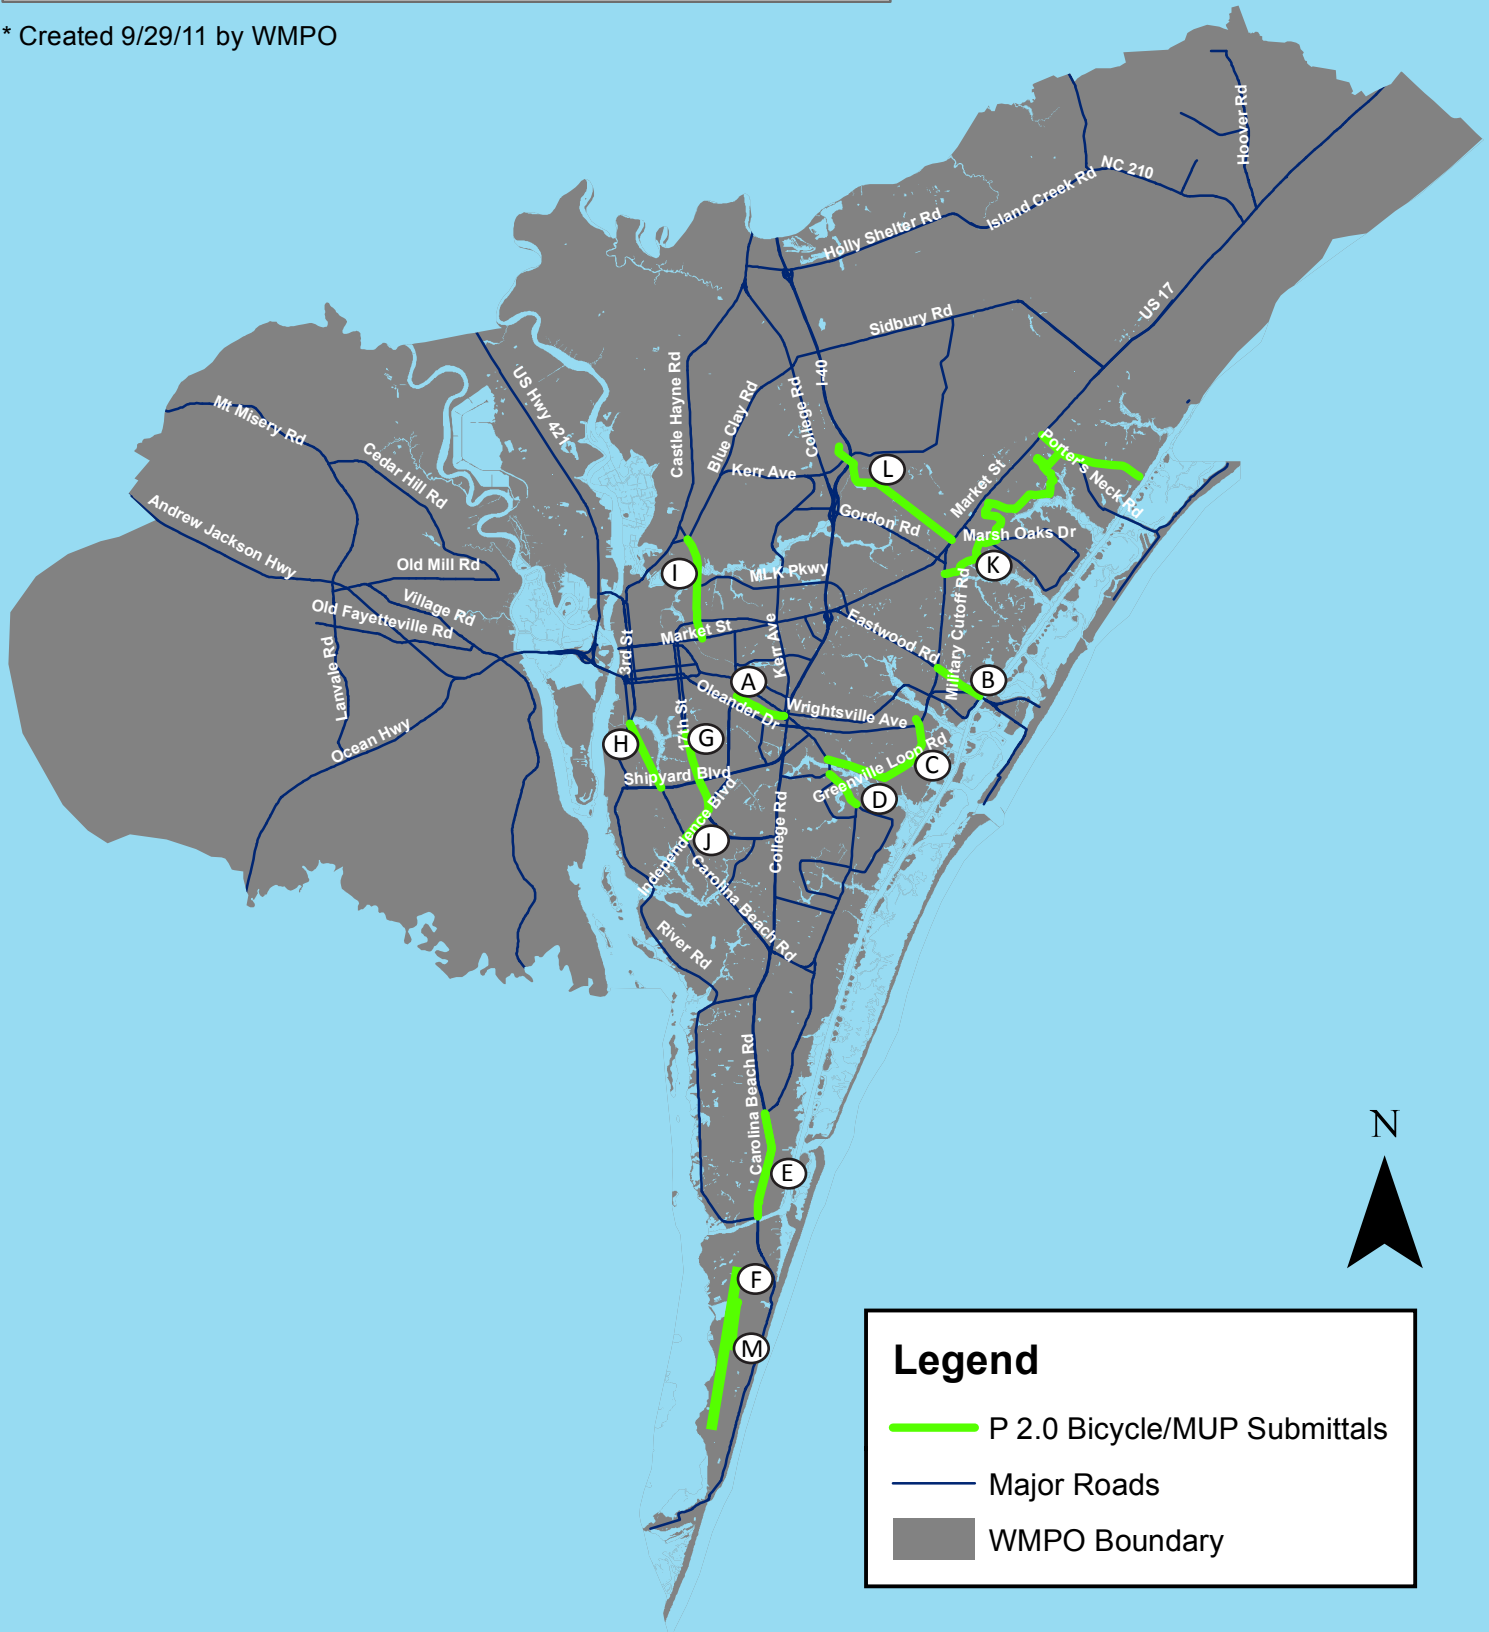 * Created 9/29/11 by WMPO
Hoover Rd
NC 210
Island Creek Rd
Holly Shelter Rd
US 17
Sidbury Rd
I-40
Castle Hayne Rd
US Hwy 421
College Rd
Blue Clay Rd
Mt Misery Rd
Cedar Hill Rd
Porter's Neck Rd
Kerr Ave
L
Market St
Andrew Jackson Hwy
Gordon Rd
Marsh Oaks Dr
Old Mill Rd
K
I
MLK Pkwy
Village Rd
Old Fayetteville Rd
Military Cutoff Rd
Eastwood Rd
Market St
Kerr Ave
3rd St
Lanvale Rd
A
B
Oleander Dr
Wrightsville Ave
17th St
Ocean Hwy
H
G
Greenville Loop Rd
C
Shipyard Blvd
D
Independence Blvd
J
College Rd
Carolina Beach Rd
River Rd
Carolina Beach Rd
N
E
F
M
Legend
P 2.0 Bicycle/MUP Submittals
Major Roads
WMPO Boundary